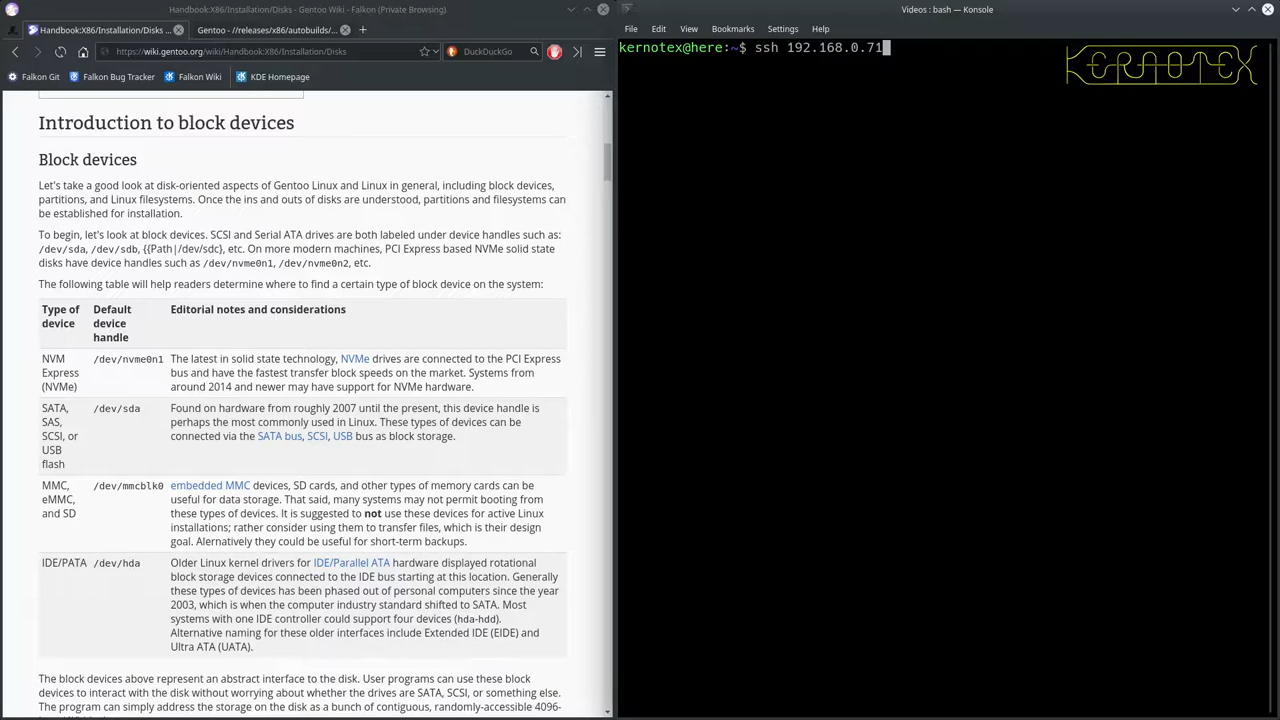 Handbook:X86/Installation/Disks - Gentoo Wiki - Falkon (Private Browsing)
Handbook:X86/Installation/Disks ...
Gentoo - //releases/x86/autobuilds/...
https://wiki.gentoo.org/wiki/Handbook:X86/Installation/Disks
DuckDuckGo
Falkon Git
Falkon Bug Tracker
Falkon Wiki
KDE Homepage
Introduction to block devices
Block devices
Let's take a good look at disk-oriented aspects of Gentoo Linux and Linux in general, including block devices,
partitions, and Linux filesystems. Once the ins and outs of disks are understood, partitions and filesystems can
be established for installation.
To begin, let's look at block devices. SCSI and Serial ATA drives are both labeled under device handles such as:
/dev/sda, /dev/sdb, {{Path|/dev/sdc}, etc. On more modern machines, PCI Express based NVMe solid state
disks have device handles such as /dev/nvme0n1, /dev/nvme0n2, etc.
The following table will help readers determine where to find a certain type of block device on the system:
Type of
device
Default
device
handle
Editorial notes and considerations
NVM
Express
(NVMe)
/dev/nvme0n1
The latest in solid state technology, NVMe drives are connected to the PCI Express
bus and have the fastest transfer block speeds on the market. Systems from
around 2014 and newer may have support for NVMe hardware.
SATA,
SAS,
SCSI, or
USB
flash
/dev/sda
Found on hardware from roughly 2007 until the present, this device handle is
perhaps the most commonly used in Linux. These types of devices can be
connected via the SATA bus, SCSI, USB bus as block storage.
MMC,
eMMC,
and SD
/dev/mmcblk0
embedded MMC devices, SD cards, and other types of memory cards can be
useful for data storage. That said, many systems may not permit booting from
these types of devices. It is suggested to not use these devices for active Linux
installations; rather consider using them to transfer files, which is their design
goal. Alernatively they could be useful for short-term backups.
IDE/PATA
/dev/hda
Older Linux kernel drivers for IDE/Parallel ATA hardware displayed rotational
block storage devices connected to the IDE bus starting at this location. Generally
these types of devices has been phased out of personal computers since the year
2003, which is when the computer industry standard shifted to SATA. Most
systems with one IDE controller could support four devices (hda-hdd).
Alternative naming for these older interfaces include Extended IDE (EIDE) and
Ultra ATA (UATA).
The block devices above represent an abstract interface to the disk. User programs can use these block
devices to interact with the disk without worrying about whether the drives are SATA, SCSI, or something else.
The program can simply address the storage on the disk as a bunch of contiguous, randomly-accessible 4096-
Videos : bash — Konsole
File Edit View Bookmarks Settings Help
kernotex@here:~$ ssh 192.168.0.71
KERNOTEX